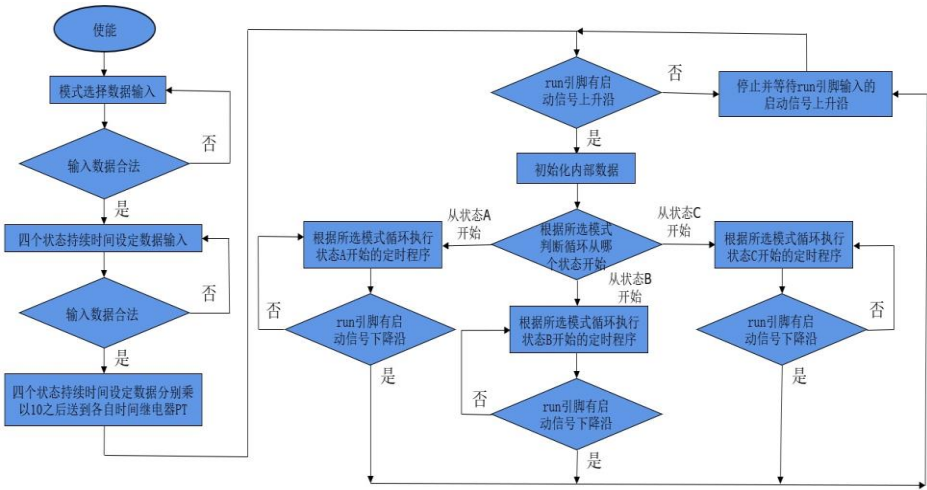 使能
模式选择数据输入
否
输入数据合法
是
四个状态持续时间设定数据输入
否
输入数据合法
是
四个状态持续时间设定数据分别乘
以10之后送到各自时间继电器PT
run引脚有启
动信号上升沿
否
停止并等待run引脚输入的
启动信号上升沿
是
初始化内部数据
根据所选模式
判断循环从哪
个状态开始
从状态A
开始
根据所选模式循环执行
状态A开始的定时程序
否
run引脚有启
动信号下降沿
是
从状态B
开始
根据所选模式循环执行
状态B开始的定时程序
否
run引脚有启
动信号下降沿
是
从状态C
开始
根据所选模式循环执行
状态C开始的定时程序
否
run引脚有启
动信号下降沿
是